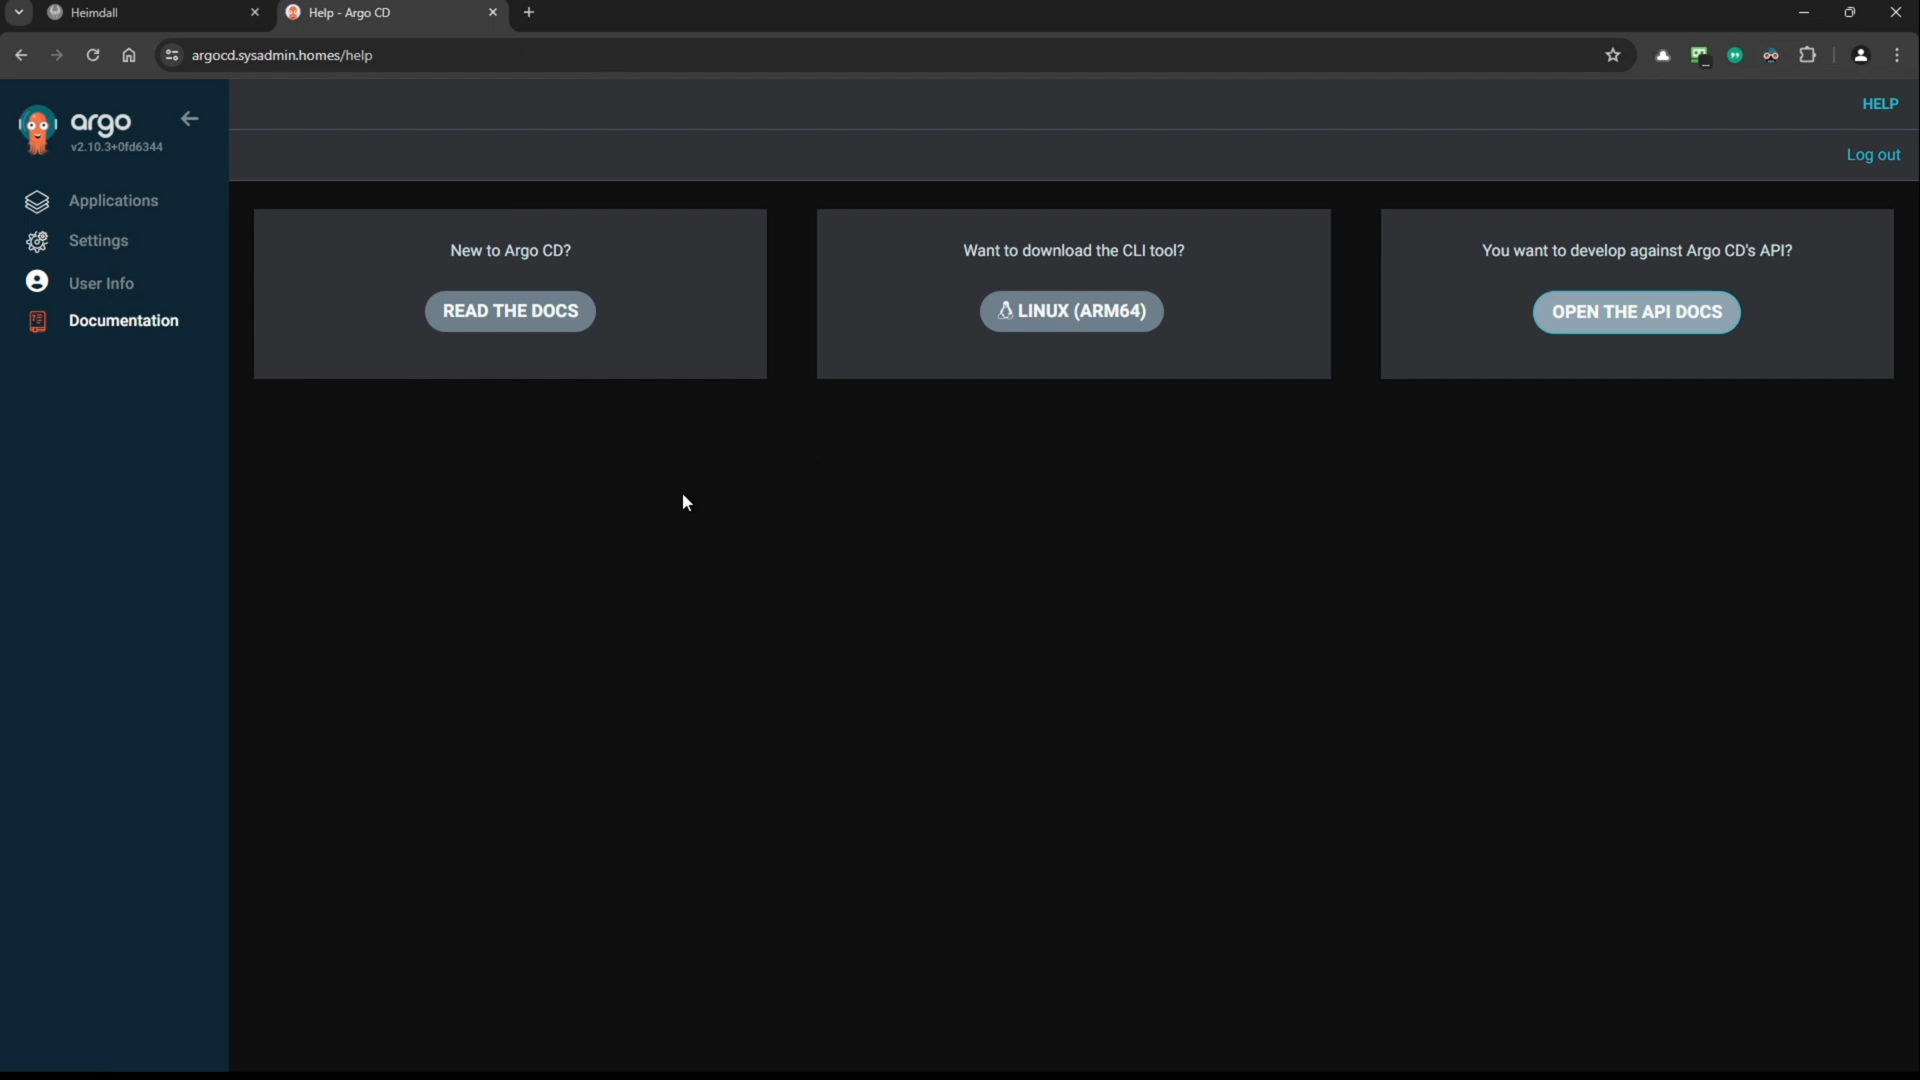 Heimdall
Help - Argo CD
argocd.sysadmin.homes/help
argo
v2.10.3+0fd6344
HELP
Log out
Applications
Settings
User Info
Documentation
New to Argo CD?
READ THE DOCS
Want to download the CLI tool?
LINUX (ARM64)
You want to develop against Argo CD's API?
OPEN THE API DOCS